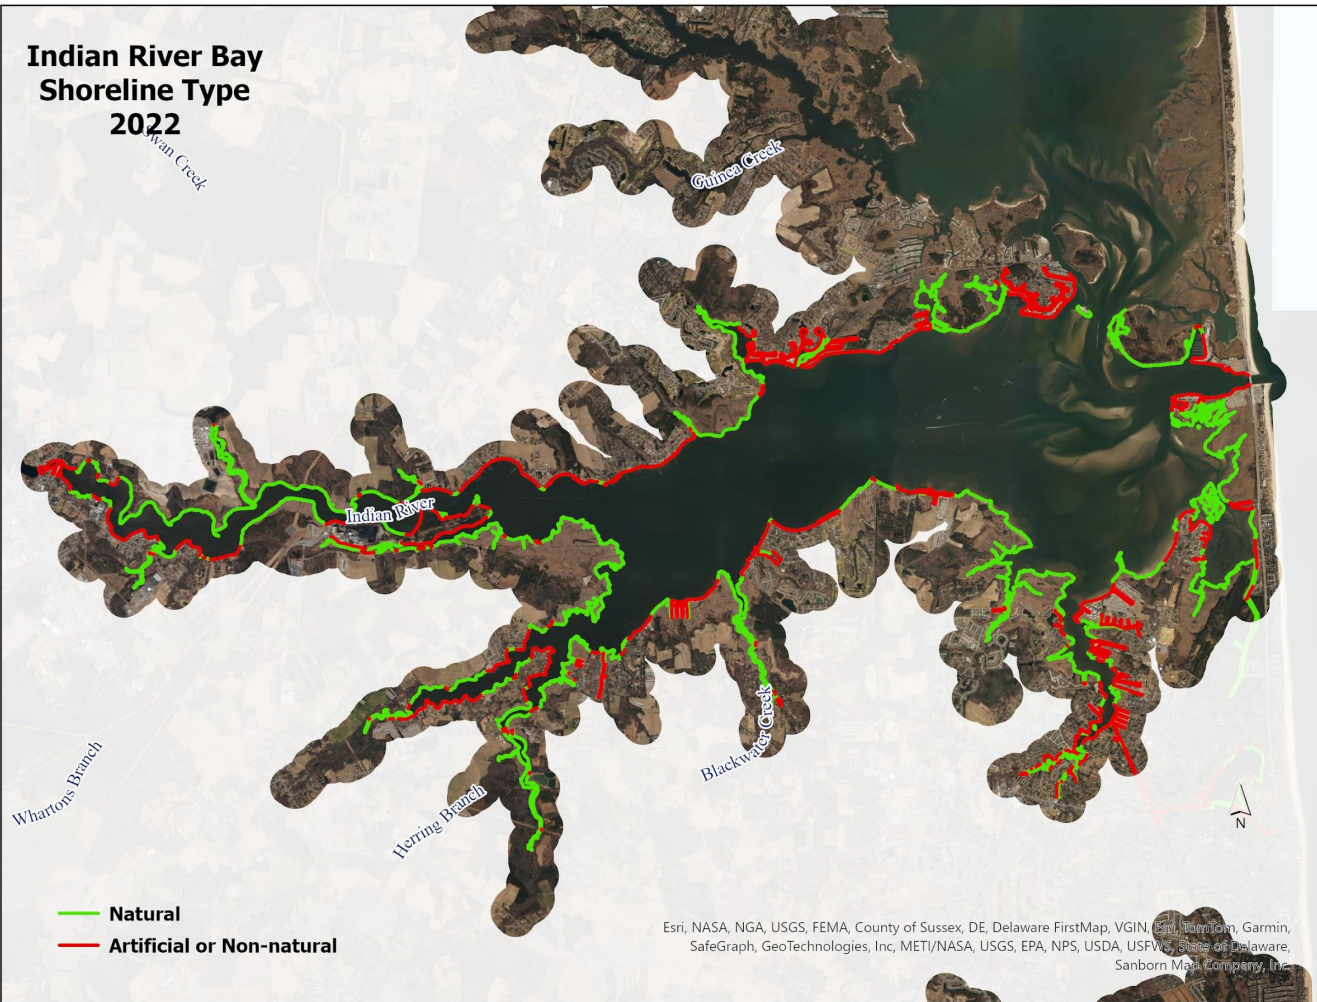 Indian River Bay
Shoreline Type
2022
Swan Creek
Guinea Creek
Indian River
Blackwater Creek
Whartons Branch
Herring Branch
N
Natural
Artificial or Non-natural
Esri, NASA, NGA, USGS, FEMA, County of Sussex, DE, Delaware FirstMap, VGIN, Esri, TomTom, Garmin,
SafeGraph, GeoTechnologies, Inc, METI/NASA, USGS, EPA, NPS, USDA, USFWS, State of Delaware,
Sanborn Map Company, Inc.